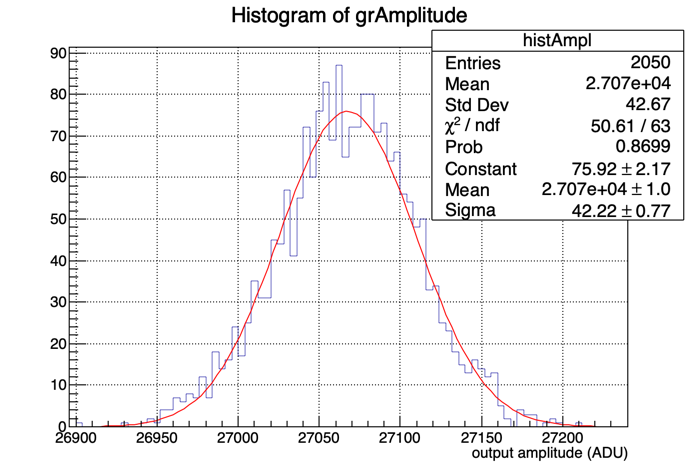 Histogram of grAmplitude
histAmpl
Entries 2050
Mean 2.707e+04
Std Dev 42.67
χ² / ndf 50.61 / 63
Prob 0.8699
Constant 75.92 ± 2.17
Mean 2.707e+04 ± 1.0
Sigma 42.22 ± 0.77
90
80
70
60
50
40
30
20
10
0
26900 26950 27000 27050 27100 27150 27200
output amplitude (ADU)